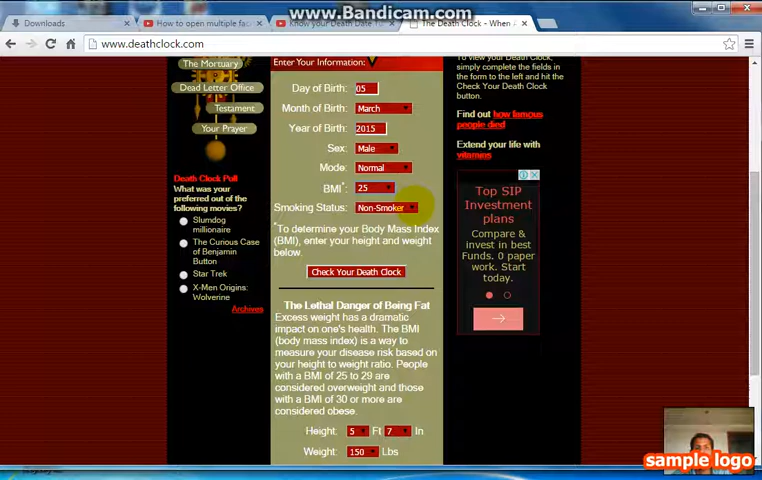 www.Bandicam.com
Downloads
How to open multiple fac
Know your Death Date T
The Death Clock - When A
www.deathclock.com
The Mortuary
Dead Letter Office
Testament
Your Prayer
Death Clock Poll
What was your
preferred out of the
following movies?
Slumdog
millionaire
The Curious Case
of Benjamin
Button
Star Trek
X-Men Origins:
Wolverine
Archives
Enter Your Information:
Day of Birth: 05
Month of Birth: March
Year of Birth: 2015
Sex: Male
Mode: Normal
BMI*: 25
Smoking Status: Non-Smoker
*To determine your Body Mass Index
(BMI), enter your height and weight
below.
Check Your Death Clock
The Lethal Danger of Being Fat
Excess weight has a dramatic
impact on one's health. The BMI
(body mass index) is a way to
measure your disease risk based on
your height to weight ratio. People
with a BMI of 25 to 29 are
considered overweight and those
with a BMI of 30 or more are
considered obese.
Height: 5 Ft 7 In
Weight: 150 Lbs
To view your Death Clock,
simply complete the fields in
the form to the left and hit the
Check Your Death Clock
button.
Find out how famous
people died
Extend your life with
vitamins
Top SIP
Investment
plans
Compare &
invest in best
Funds. 0 paper
work. Start
today.
sample logo